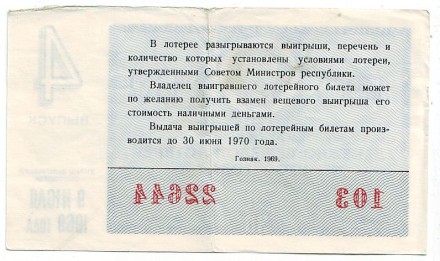 В лотерее разыгрываются выигрыши, перечень и
количество которых установлены условиями лотереи,
утвержденными Советом Министров республики.
Владелец выигравшего лотерейного билета может
по желанию получить взамен вещевого выигрыша его
стоимость наличными деньгами.
Выдача выигрышей по лотерейным билетам произ-
водится до 30 июня 1970 года.
Гознак. 1969.
4
ВЫПУСК
22644
103